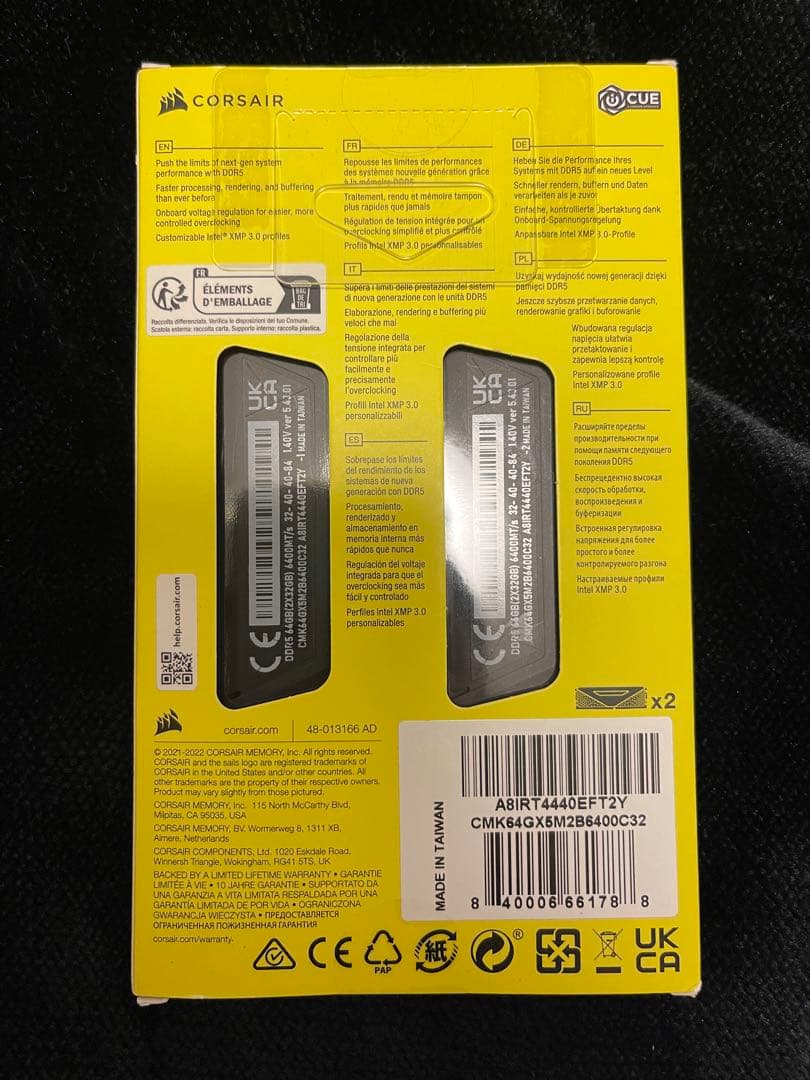 CORSAIR
iCUE
EN
Push the limits of next-gen system
performance with DDR5
Faster processing, rendering, and buffering
than ever before
Onboard voltage regulation for easier, more
controlled overclocking
Customizable Intel® XMP 3.0 profiles
FR
Repousse les limites de performances
des systèmes nouvelle génération grâce
à la mémoire DDR5
Traitement, rendu et mémoire tampon
plus rapides que jamais
Régulation de tension intégrée pour un
overclocking simplifié et plus contrôlé
Profils Intel XMP 3.0 personnalisables
DE
Heben Sie die Performance Ihres
Systems mit DDR5 auf ein neues Level
Schneller rendern, buffern und Daten
verarbeiten als je zuvor
Einfache, kontrollierte Übertaktung dank
Onboard-Spannungsregelung
Anpassbare Intel XMP 3.0-Profile
FR
ÉLÉMENTS
D'EMBALLAGE
BAC
DE
TRI
Raccolta differenziata. Verifica le disposizioni del tuo Comune.
Scatola esterna: raccolta carta. Supporto interno: raccolta plastica.
IT
Supera i limiti delle prestazioni dei sistemi
di nuova generazione con le unità DDR5
Elaborazione, rendering e buffering più
veloci che mai
Regolazione della
tensione integrata per
controllare più
facilmente e
precisamente
l'overclocking
Profili Intel XMP 3.0
personalizzabili
PL
Uzyskaj wydajność nowej generacji dzięki
pamięci DDR5
Jeszcze szybsze przetwarzanie danych,
renderowanie grafiki i buforowanie
Wbudowana regulacja
napięcia ułatwia
przetaktowanie i
zapewnia lepszą kontrolę
Personalizowane profile
Intel XMP 3.0
ES
Sobrepase los límites
del rendimiento de los
sistemas de nueva
generación con DDR5
Procesamiento,
renderizado y
almacenamiento en
memoria interna más
rápidos que nunca
Regulación del voltaje
integrada para que el
overclocking sea más
fácil y controlado
Perfiles Intel XMP 3.0
personalizables
RU
Расширяйте пределы
производительности при
помощи памяти следующего
поколения DDR5
Беспрецедентно высокая
скорость обработки,
воспроизведения и
буферизации
Встроенная регулировка
напряжения для более
простого и более
контролируемого разгона
Настраиваемые профили
Intel XMP 3.0
UK
CA
CE
DDR5 64GB(2X32GB) 6400MT/s 32-40-40-84 1.40V ver 5.43.01
CMK64GX5M2B6400C32 A8IRT4440EFT2Y -1 MADE IN TAIWAN
UK
CA
CE
DDR5 64GB(2X32GB) 6400MT/s 32-40-40-84 1.40V ver 5.43.01
CMK64GX5M2B6400C32 A8IRT4440EFT2Y -2 MADE IN TAIWAN
help.corsair.com
x2
corsair.com
48-013166 AD
© 2021-2022 CORSAIR MEMORY, Inc. All rights reserved.
CORSAIR and the sails logo are registered trademarks of
CORSAIR in the United States and/or other countries. All
other trademarks are the property of their respective owners.
Product may vary slightly from those pictured.
CORSAIR MEMORY, Inc. 115 North McCarthy Blvd,
Milpitas, CA 95035, USA
CORSAIR MEMORY, BV. Wormerweg 8, 1311 XB,
Almere, Netherlands
CORSAIR COMPONENTS, Ltd. 1020 Eskdale Road,
Winnersh Triangle, Wokingham, RG41 5TS, UK
BACKED BY A LIMITED LIFETIME WARRANTY • GARANTIE
LIMITÉE À VIE • 10 JAHRE GARANTIE • SUPPORTATO DA
UNA GARANZIA A VITA LIMITATA RESPALDADA POR UNA
GARANTÍA LIMITADA DE POR VIDA • OGRANICZONA
GWARANCJA WIECZYSTA • ПРЕДОСТАВЛЯЕТСЯ
ОГРАНИЧЕННАЯ ПОЖИЗНЕННАЯ ГАРАНТИЯ
corsair.com/warranty
MADE IN TAIWAN
A8IRT4440EFT2Y
CMK64GX5M2B6400C32
8 40006 66178 8
CE
PAP
紙
®
UK
CA